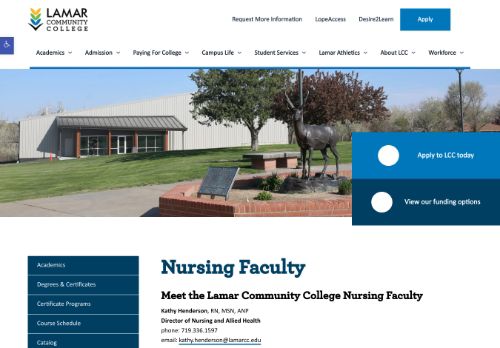 LAMAR
COMMUNITY
COLLEGE
Request More Information LopeAccess Desire2Learn Apply
Academics Admission Paying For College Campus Life Student Services Lamar Athletics About LCC Workforce
Apply to LCC today
View our funding options
Academics
Degrees & Certificates
Certificate Programs
Course Schedule
Catalog
Nursing Faculty
Meet the Lamar Community College Nursing Faculty
Kathy Henderson, RN, MSN, ANP
Director of Nursing and Allied Health
phone: 719.336.1597
email: kathy.henderson@lamarcc.edu